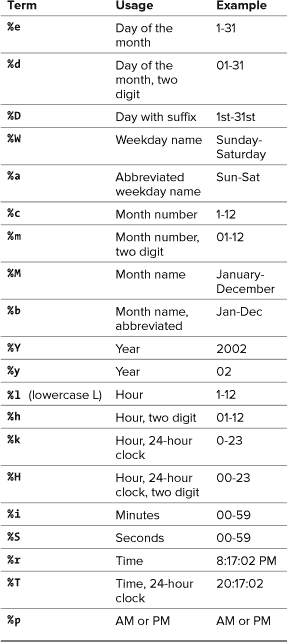 Term Usage Example
%e Day of the 1-31
month
%d Day of the 01-31
month, two
digit
%D Day with suffix 1st-31st
%W Weekday name Sunday-
Saturday
%a Abbreviated Sun-Sat
weekday name
%c Month number 1-12
%m Month number, 01-12
two digit
%M Month name January-
December
%b Month name, Jan-Dec
abbreviated
%Y Year 2002
%y Year 02
%l (lowercase L) Hour 1-12
%h Hour, two digit 01-12
%k Hour, 24-hour 0-23
clock
%H Hour, 24-hour 00-23
clock, two digit
%i Minutes 00-59
%S Seconds 00-59
%r Time 8:17:02 PM
%T Time, 24-hour 20:17:02
clock
%p AM or PM AM or PM